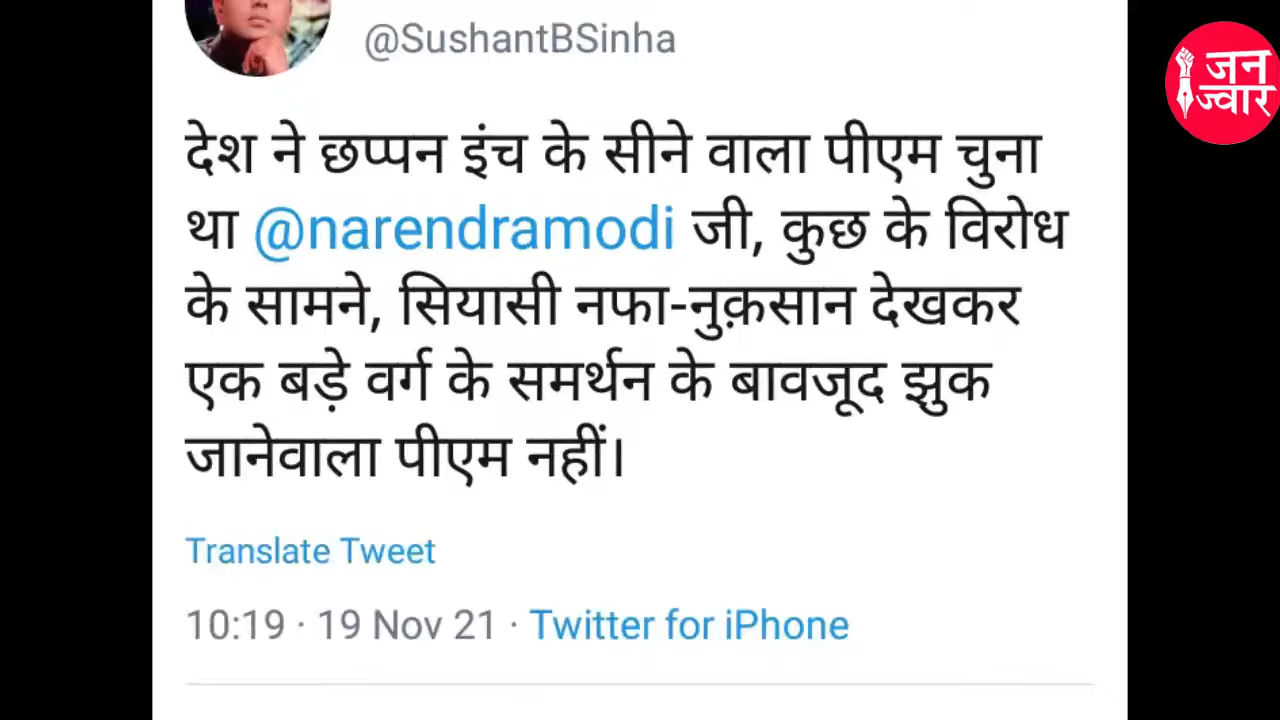 @SushantBSinha
जन
ज्वार
देश ने छप्पन इंच के सीने वाला पीएम चुना
था @narendramodi जी, कुछ के विरोध
के सामने, सियासी नफा-नुक़सान देखकर
एक बड़े वर्ग के समर्थन के बावजूद झुक
जानेवाला पीएम नहीं।
Translate Tweet
10:19 · 19 Nov 21 · Twitter for iPhone